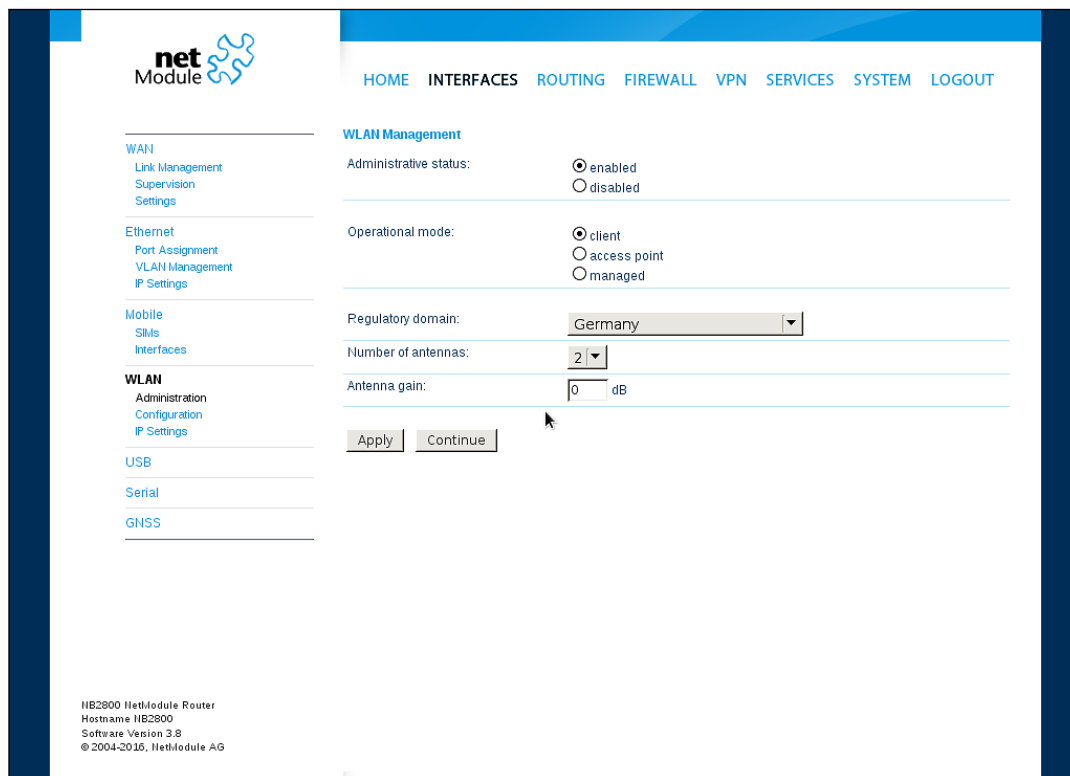 net
Module
HOME INTERFACES ROUTING FIREWALL VPN SERVICES SYSTEM LOGOUT
WAN
Link Management
Supervision
Settings
Ethernet
Port Assignment
VLAN Management
IP Settings
Mobile
SIMs
Interfaces
WLAN
Administration
Configuration
IP Settings
USB
Serial
GNSS
WLAN Management
Administrative status:
enabled
disabled
Operational mode:
client
access point
managed
Regulatory domain: Germany
Number of antennas: 2
Antenna gain: 0 dB
Apply Continue
NB2800 NetModule Router
Hostname NB2800
Software Version 3.8
© 2004-2016, NetModule AG